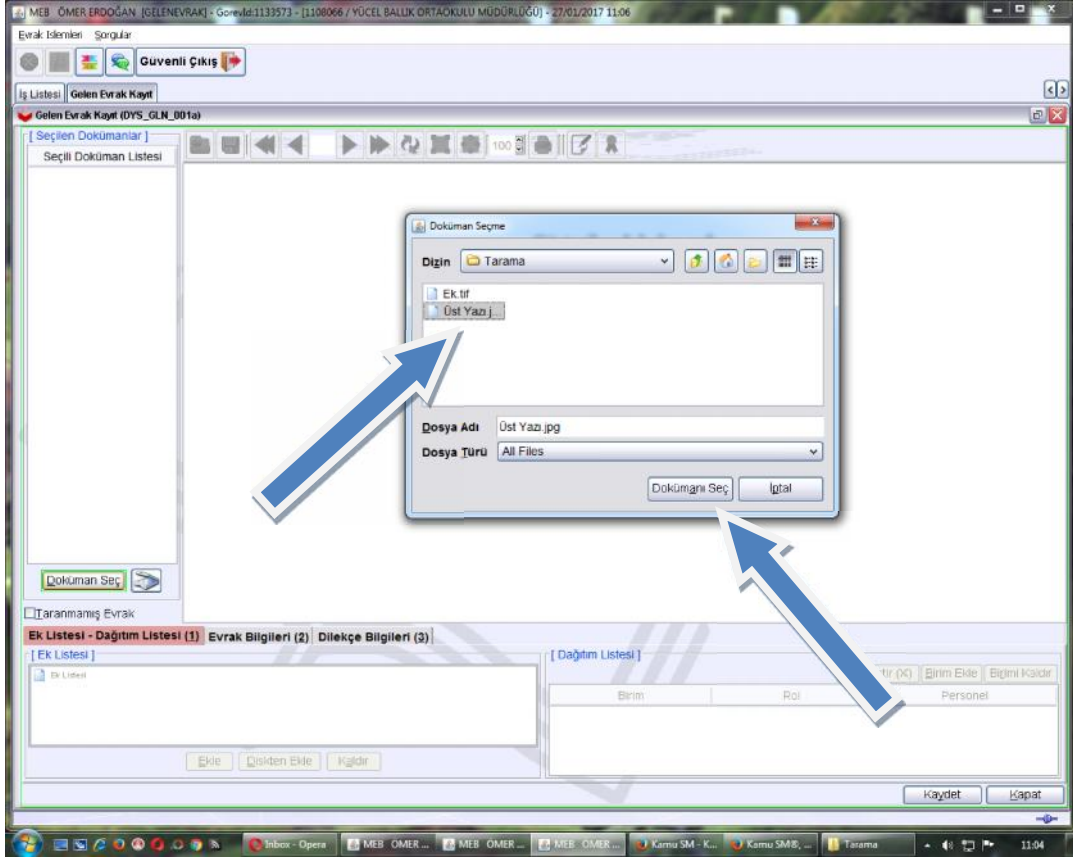 MEB ÖMER ERDOĞAN [GELENEVRAK] - GorevId:1133573 - [1108066 / YÜCEL BALLIK ORTAOKULU MÜDÜRLÜĞÜ] - 27/01/2017 11:06
Evrak Islemleri Sorgular
Güvenli Çıkış
İş Listesi Gelen Evrak Kayıt
Gelen Evrak Kayıt (DYS_GLN_001a)
[ Seçilen Dokümanlar ]
Seçili Doküman Listesi
100
Doküman Seçme
Dizin Tarama
Ek.tif
Üst Yazı.j...
Dosya Adı Üst Yazı.jpg
Dosya Türü All Files
Dokümanı Seç İptal
Doküman Seç
Taranmamış Evrak
Ek Listesi - Dağıtım Listesi (1) Evrak Bilgileri (2) Dilekçe Bilgileri (3)
[ Ek Listesi ] [ Dağıtım Listesi ]
Ek Listesi
(X) Birim Ekle Birimi Kaldır
Birim Rol Personel
Ekle Diskten Ekle Kaldır
Kaydet Kapat
Inbox - Opera MEB ÖMER ... MEB ÖMER ... MEB ÖMER ... Kamu SM - K... Kamu SM®, ... Tarama 11:04